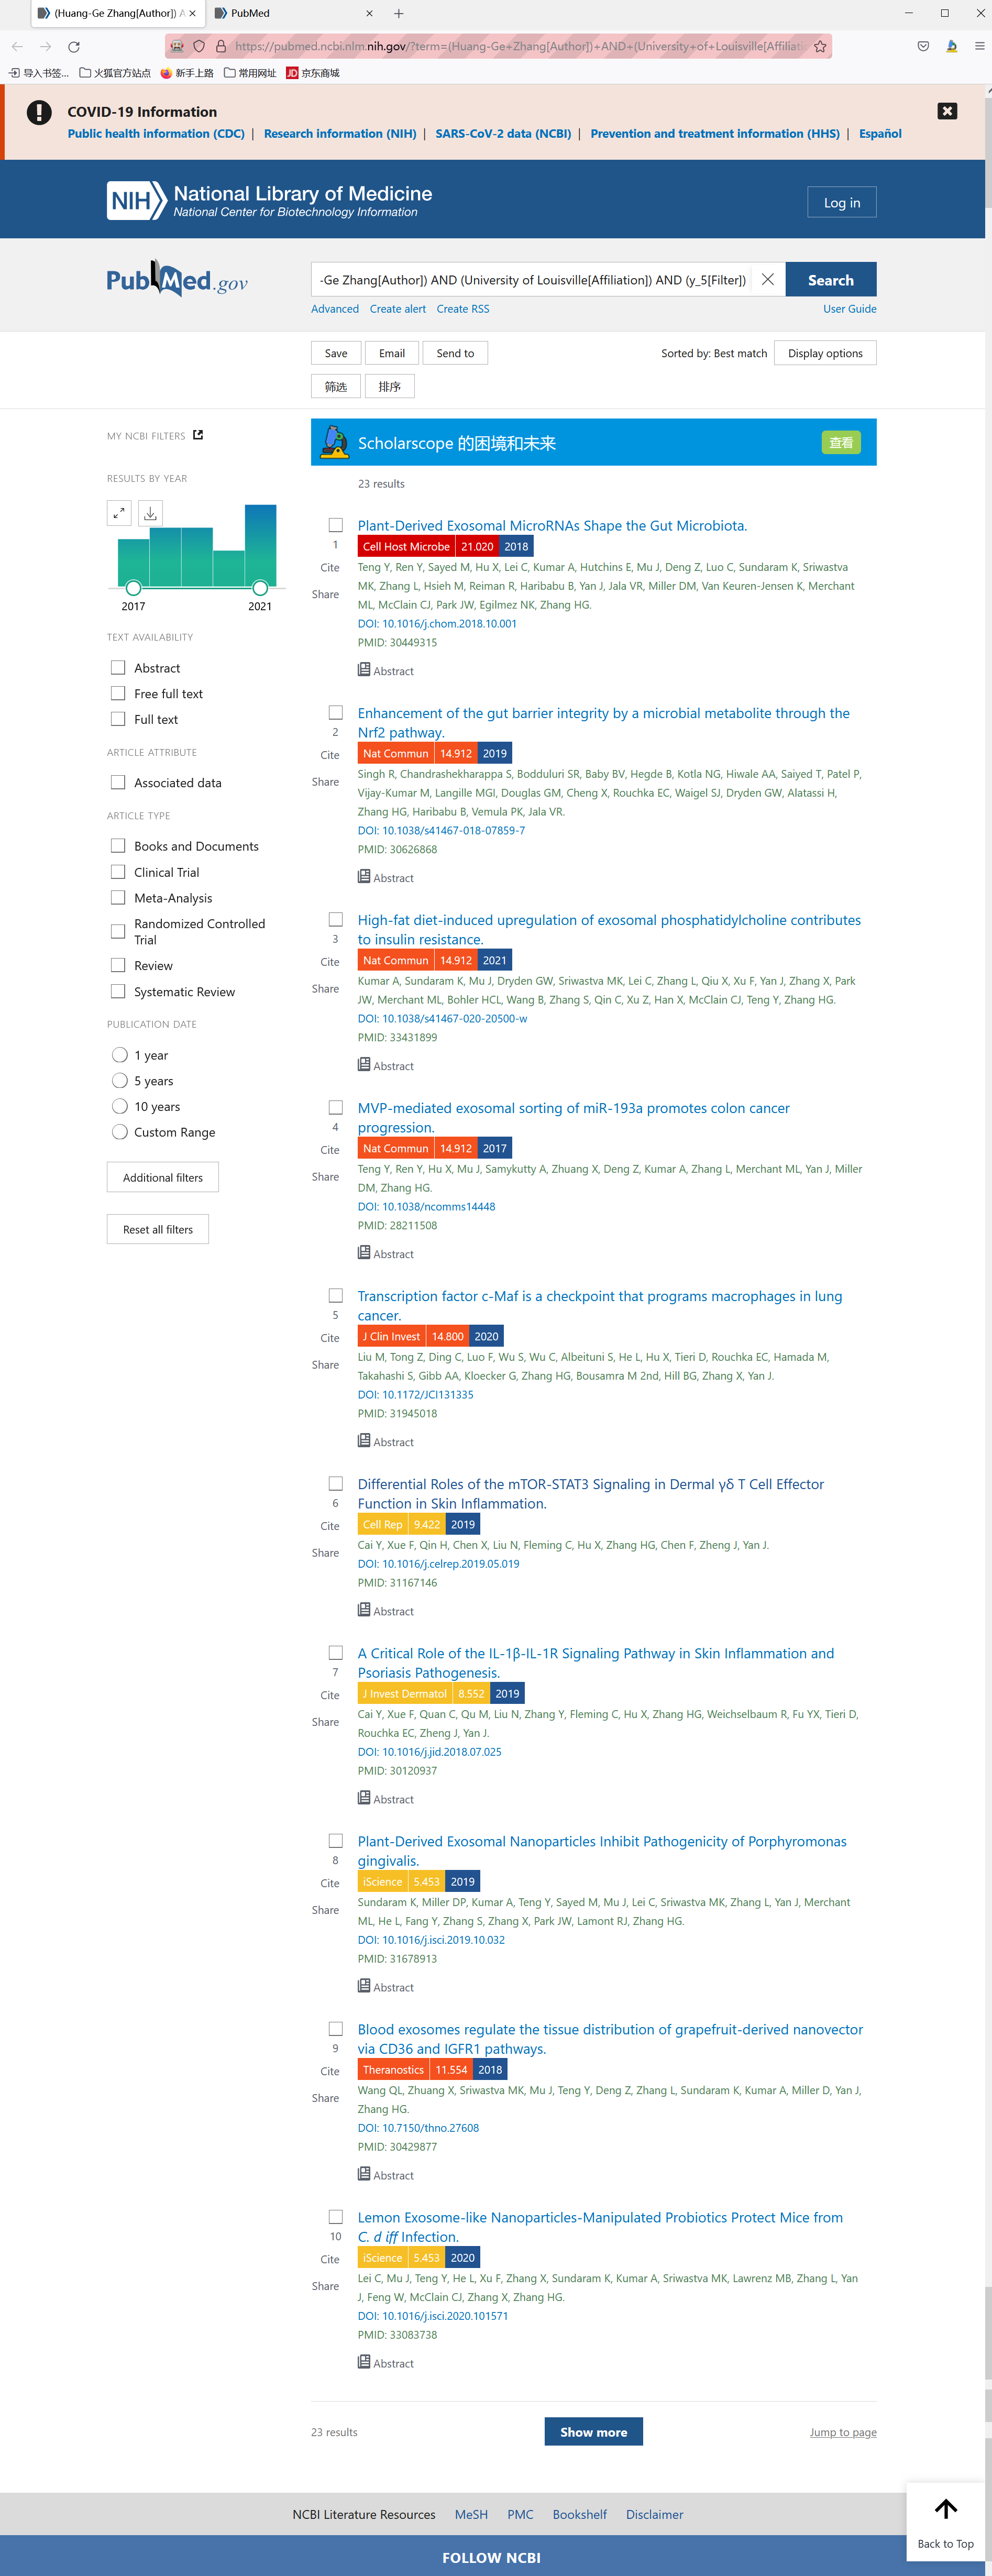 (Huang-Ge Zhang[Author]) A
PubMed
https://pubmed.ncbi.nlm.nih.gov/?term=(Huang-Ge+Zhang[Author])+AND+(University+of+Louisville[Affiliati
导入书签...
火狐官方站点
新手上路
常用网址
JD 京东商城
COVID-19 Information
Public health information (CDC) | Research information (NIH) | SARS-CoV-2 data (NCBI) | Prevention and treatment information (HHS) | Español
NIH National Library of Medicine
National Center for Biotechnology Information
Log in
PubMed.gov
-Ge Zhang[Author]) AND (University of Louisville[Affiliation]) AND (y_5[Filter])
Search
Advanced Create alert Create RSS
User Guide
Save Email Send to
Sorted by: Best match Display options
筛选 排序
MY NCBI FILTERS
RESULTS BY YEAR
2017 2021
TEXT AVAILABILITY
Abstract
Free full text
Full text
ARTICLE ATTRIBUTE
Associated data
ARTICLE TYPE
Books and Documents
Clinical Trial
Meta-Analysis
Randomized Controlled
Trial
Review
Systematic Review
PUBLICATION DATE
1 year
5 years
10 years
Custom Range
Additional filters
Reset all filters
Scholarscope 的困境和未来 查看
23 results
1
Cite
Share
Plant-Derived Exosomal MicroRNAs Shape the Gut Microbiota.
Cell Host Microbe 21.020 2018
Teng Y, Ren Y, Sayed M, Hu X, Lei C, Kumar A, Hutchins E, Mu J, Deng Z, Luo C, Sundaram K, Sriwastva
MK, Zhang L, Hsieh M, Reiman R, Haribabu B, Yan J, Jala VR, Miller DM, Van Keuren-Jensen K, Merchant
ML, McClain CJ, Park JW, Egilmez NK, Zhang HG.
DOI: 10.1016/j.chom.2018.10.001
PMID: 30449315
Abstract
2
Cite
Share
Enhancement of the gut barrier integrity by a microbial metabolite through the
Nrf2 pathway.
Nat Commun 14.912 2019
Singh R, Chandrashekharappa S, Bodduluri SR, Baby BV, Hegde B, Kotla NG, Hiwale AA, Saiyed T, Patel P,
Vijay-Kumar M, Langille MGI, Douglas GM, Cheng X, Rouchka EC, Waigel SJ, Dryden GW, Alatassi H,
Zhang HG, Haribabu B, Vemula PK, Jala VR.
DOI: 10.1038/s41467-018-07859-7
PMID: 30626868
Abstract
3
Cite
Share
High-fat diet-induced upregulation of exosomal phosphatidylcholine contributes
to insulin resistance.
Nat Commun 14.912 2021
Kumar A, Sundaram K, Mu J, Dryden GW, Sriwastva MK, Lei C, Zhang L, Qiu X, Xu F, Yan J, Zhang X, Park
JW, Merchant ML, Bohler HCL, Wang B, Zhang S, Qin C, Xu Z, Han X, McClain CJ, Teng Y, Zhang HG.
DOI: 10.1038/s41467-020-20500-w
PMID: 33431899
Abstract
4
Cite
Share
MVP-mediated exosomal sorting of miR-193a promotes colon cancer
progression.
Nat Commun 14.912 2017
Teng Y, Ren Y, Hu X, Mu J, Samykutty A, Zhuang X, Deng Z, Kumar A, Zhang L, Merchant ML, Yan J, Miller
DM, Zhang HG.
DOI: 10.1038/ncomms14448
PMID: 28211508
Abstract
5
Cite
Share
Transcription factor c-Maf is a checkpoint that programs macrophages in lung
cancer.
J Clin Invest 14.800 2020
Liu M, Tong Z, Ding C, Luo F, Wu S, Wu C, Albeituni S, He L, Hu X, Tieri D, Rouchka EC, Hamada M,
Takahashi S, Gibb AA, Kloecker G, Zhang HG, Bousamra M 2nd, Hill BG, Zhang X, Yan J.
DOI: 10.1172/JCI131335
PMID: 31945018
Abstract
6
Cite
Share
Differential Roles of the mTOR-STAT3 Signaling in Dermal γδ T Cell Effector
Function in Skin Inflammation.
Cell Rep 9.422 2019
Cai Y, Xue F, Qin H, Chen X, Liu N, Fleming C, Hu X, Zhang HG, Chen F, Zheng J, Yan J.
DOI: 10.1016/j.celrep.2019.05.019
PMID: 31167146
Abstract
7
Cite
Share
A Critical Role of the IL-1β-IL-1R Signaling Pathway in Skin Inflammation and
Psoriasis Pathogenesis.
J Invest Dermatol 8.552 2019
Cai Y, Xue F, Quan C, Qu M, Liu N, Zhang Y, Fleming C, Hu X, Zhang HG, Weichselbaum R, Fu YX, Tieri D,
Rouchka EC, Zheng J, Yan J.
DOI: 10.1016/j.jid.2018.07.025
PMID: 30120937
Abstract
8
Cite
Share
Plant-Derived Exosomal Nanoparticles Inhibit Pathogenicity of Porphyromonas
gingivalis.
iScience 5.453 2019
Sundaram K, Miller DP, Kumar A, Teng Y, Sayed M, Mu J, Lei C, Sriwastva MK, Zhang L, Yan J, Merchant
ML, He L, Fang Y, Zhang S, Zhang X, Park JW, Lamont RJ, Zhang HG.
DOI: 10.1016/j.isci.2019.10.032
PMID: 31678913
Abstract
9
Cite
Share
Blood exosomes regulate the tissue distribution of grapefruit-derived nanovector
via CD36 and IGFR1 pathways.
Theranostics 11.554 2018
Wang QL, Zhuang X, Sriwastva MK, Mu J, Teng Y, Deng Z, Zhang L, Sundaram K, Kumar A, Miller D, Yan J,
Zhang HG.
DOI: 10.7150/thno.27608
PMID: 30429877
Abstract
10
Cite
Share
Lemon Exosome-like Nanoparticles-Manipulated Probiotics Protect Mice from
C. d iff Infection.
iScience 5.453 2020
Lei C, Mu J, Teng Y, He L, Xu F, Zhang X, Sundaram K, Kumar A, Sriwastva MK, Lawrenz MB, Zhang L, Yan
J, Feng W, McClain CJ, Zhang X, Zhang HG.
DOI: 10.1016/j.isci.2020.101571
PMID: 33083738
Abstract
23 results Show more Jump to page
NCBI Literature Resources MeSH PMC Bookshelf Disclaimer
Back to Top
FOLLOW NCBI